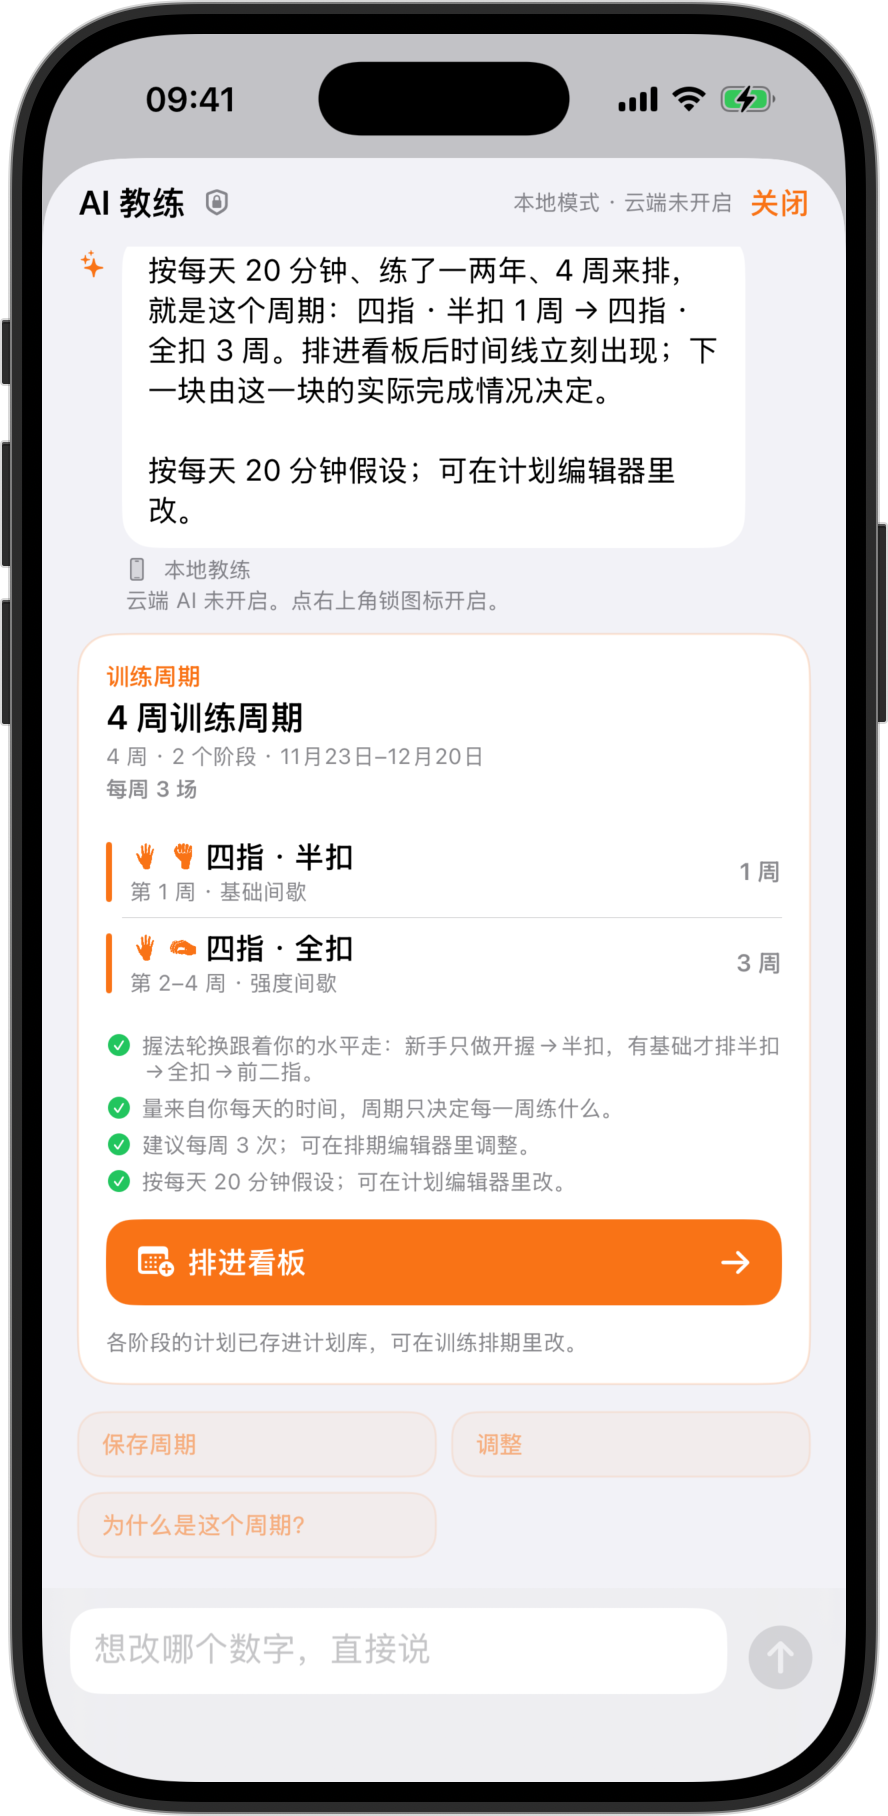 09:41
AI 教练
本地模式 · 云端未开启 关闭
按每天 20 分钟、练了一两年、4 周来排，
就是这个周期：四指 · 半扣 1 周 → 四指 ·
全扣 3 周。排进看板后时间线立刻出现；下
一块由这一块的实际完成情况决定。
按每天 20 分钟假设；可在计划编辑器里
改。
本地教练
云端 AI 未开启。点右上角锁图标开启。
训练周期
4 周训练周期
4 周 · 2 个阶段 · 11月23日–12月20日
每周 3 场
四指 · 半扣
第 1 周 · 基础间歇
1 周
四指 · 全扣
第 2–4 周 · 强度间歇
3 周
握法轮换跟着你的水平走：新手只做开握→半扣，有基础才排半扣
→全扣→前二指。
量来自你每天的时间，周期只决定每一周练什么。
建议每周 3 次；可在排期编辑器里调整。
按每天 20 分钟假设；可在计划编辑器里改。
排进看板 →
各阶段的计划已存进计划库，可在训练排期里改。
保存周期
调整
为什么是这个周期?
想改哪个数字，直接说